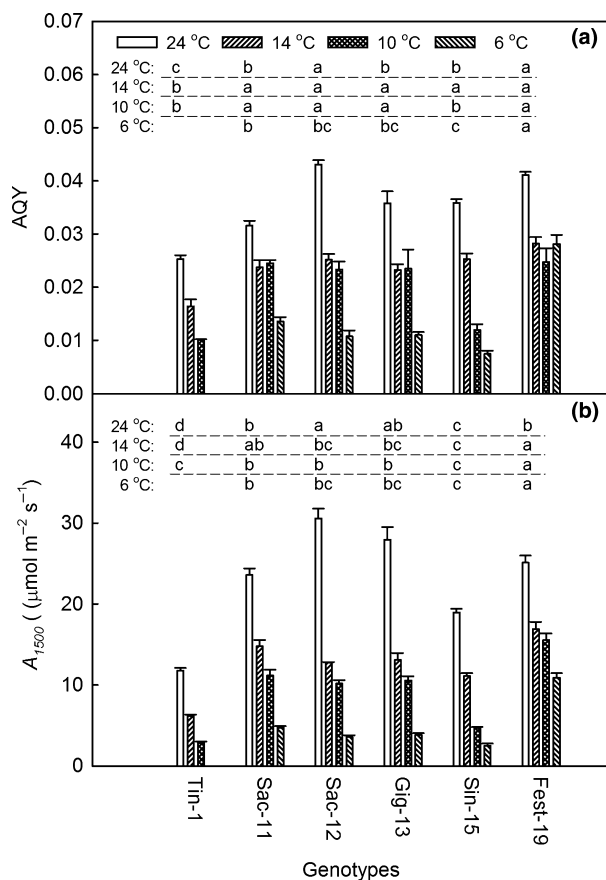 0.07
(a)
24 °C 14 °C 10 °C 6 °C
24 °C: c b a b b a
0.06
14 °C: b a a a a a
10 °C: b a a a b a
0.05
6 °C: b bc bc c a
AQY
0.04
0.03
0.02
0.01
0.00
(b)
24 °C: d b a ab c b
40
14 °C: d ab bc bc c a
10 °C: c b b b c a
6 °C: b bc bc c a
A1500 ( (μmol m−2 s−1)
30
20
10
0
Tin-1
Sac-11
Sac-12
Gig-13
Sin-15
Fest-19
Genotypes